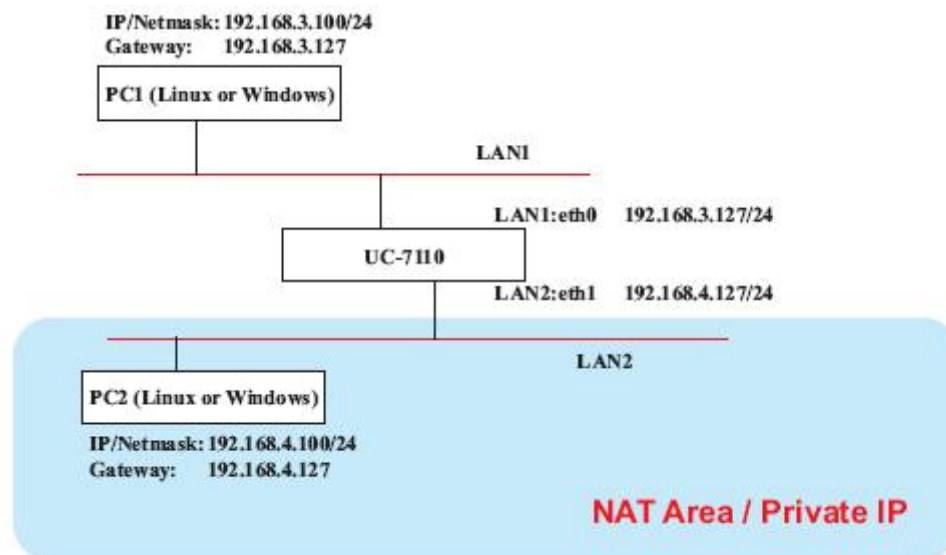 IP/Netmask: 192.168.3.100/24
Gateway: 192.168.3.127
PC1 (Linux or Windows)
LAN1
LAN1:eth0 192.168.3.127/24
UC-7110
LAN2:eth1 192.168.4.127/24
LAN2
PC2 (Linux or Windows)
IP/Netmask: 192.168.4.100/24
Gateway: 192.168.4.127
NAT Area / Private IP